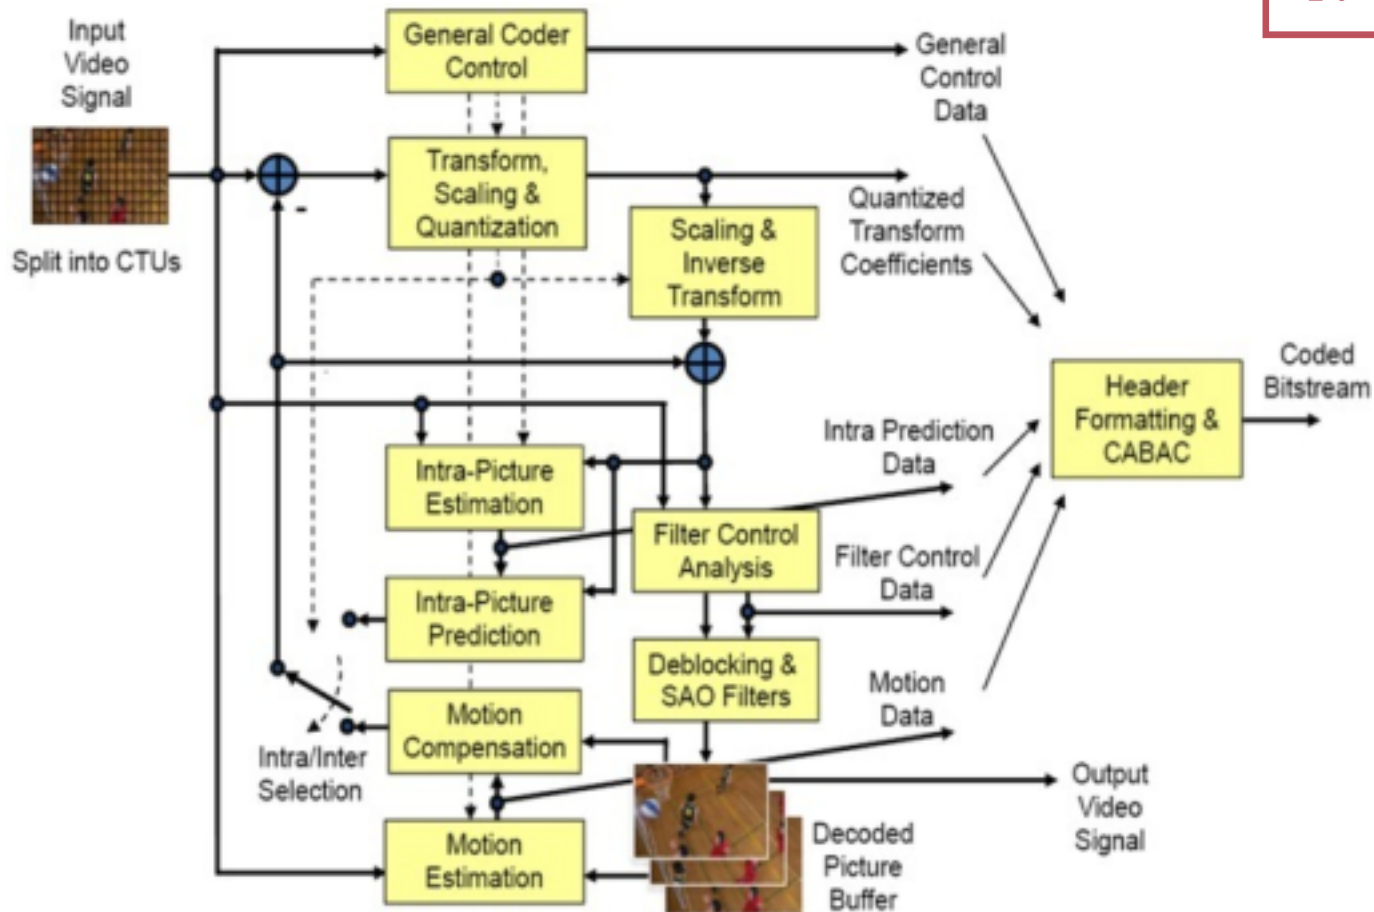 Input
Video
Signal
Split into CTUs
General Coder
Control
Transform,
Scaling &
Quantization
-
Scaling &
Inverse
Transform
General
Control
Data
Quantized
Transform
Coefficients
Intra-Picture
Estimation
Intra-Picture
Prediction
Filter Control
Analysis
Deblocking &
SAO Filters
Motion
Compensation
Motion
Estimation
Intra/Inter
Selection
Intra Prediction
Data
Filter Control
Data
Motion
Data
Header
Formatting &
CABAC
Coded
Bitstream
Output
Video
Signal
Decoded
Picture
Buffer